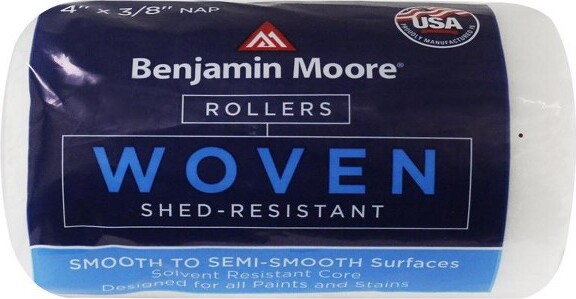 4" x 3/8" NAP
USA
PROUDLY MANUFACTURED IN
Benjamin Moore®
ROLLERS
WOVEN
SHED-RESISTANT
SMOOTH TO SEMI-SMOOTH Surfaces
Solvent Resistant Core
Designed for all Paints and Stains